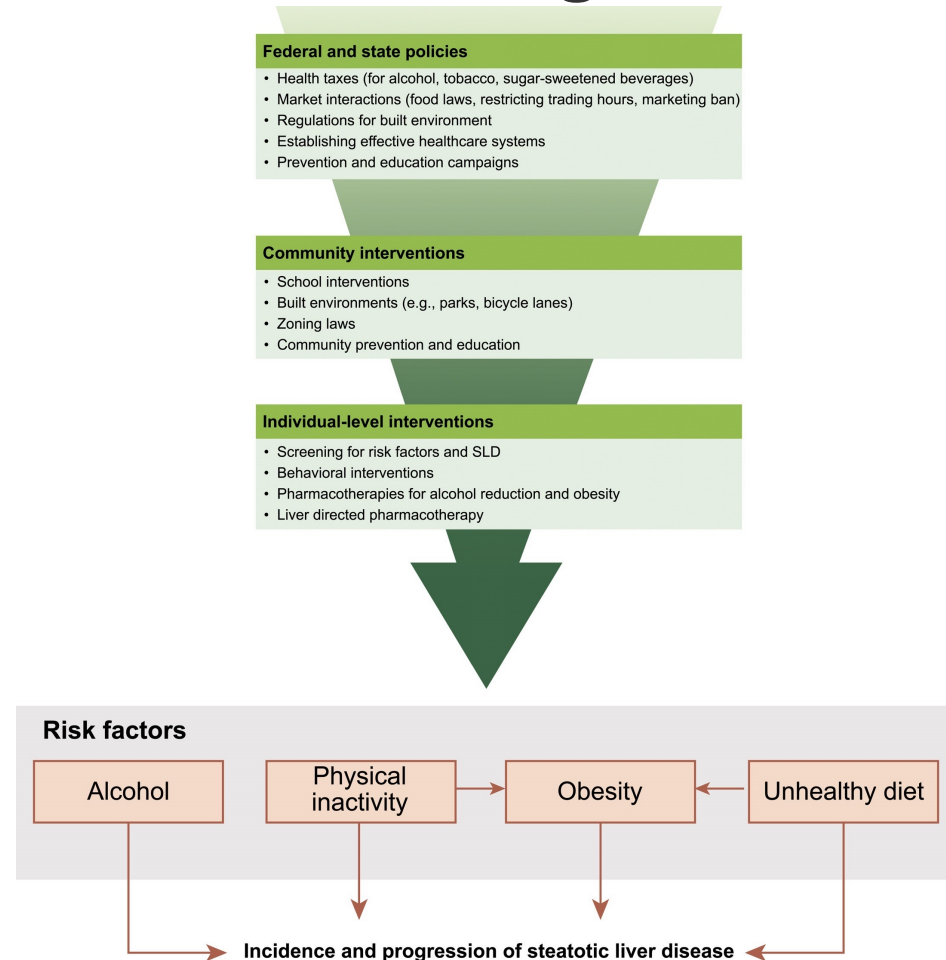 Federal and state policies
• Health taxes (for alcohol, tobacco, sugar-sweetened beverages)
• Market interactions (food laws, restricting trading hours, marketing ban)
• Regulations for built environment
• Establishing effective healthcare systems
• Prevention and education campaigns
Community interventions
• School interventions
• Built environments (e.g., parks, bicycle lanes)
• Zoning laws
• Community prevention and education
Individual-level interventions
• Screening for risk factors and SLD
• Behavioral interventions
• Pharmacotherapies for alcohol reduction and obesity
• Liver directed pharmacotherapy
Risk factors
Alcohol
Physical
inactivity
Obesity
Unhealthy diet
Incidence and progression of steatotic liver disease